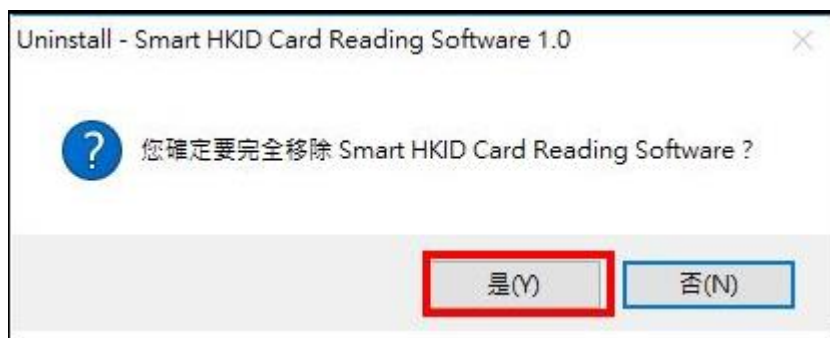 Uninstall - Smart HKID Card Reading Software 1.0
您確定要完全移除 Smart HKID Card Reading Software？
是(Y)
否(N)